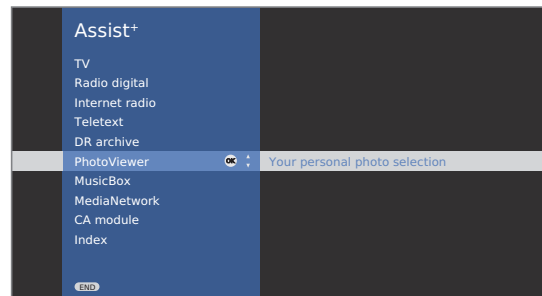 Assist+
TV
Radio digital
Internet radio
Teletext
DR archive
PhotoViewer OK Your personal photo selection
MusicBox
MediaNetwork
CA module
Index
END